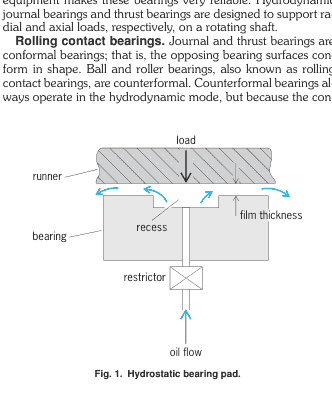 equipment makes these bearings very reliable. Hydrodynamic
journal bearings and thrust bearings are designed to support ra-
dial and axial loads, respectively, on a rotating shaft.
Rolling contact bearings. Journal and thrust bearings are
conformal bearings; that is, the opposing bearing surfaces con-
form in shape. Ball and roller bearings, also known as rolling
contact bearings, are counterformal. Counterformal bearings al-
ways operate in the hydrodynamic mode, but because the con-
load
runner
film thickness
recess
bearing
restrictor
oil flow
Fig. 1. Hydrostatic bearing pad.